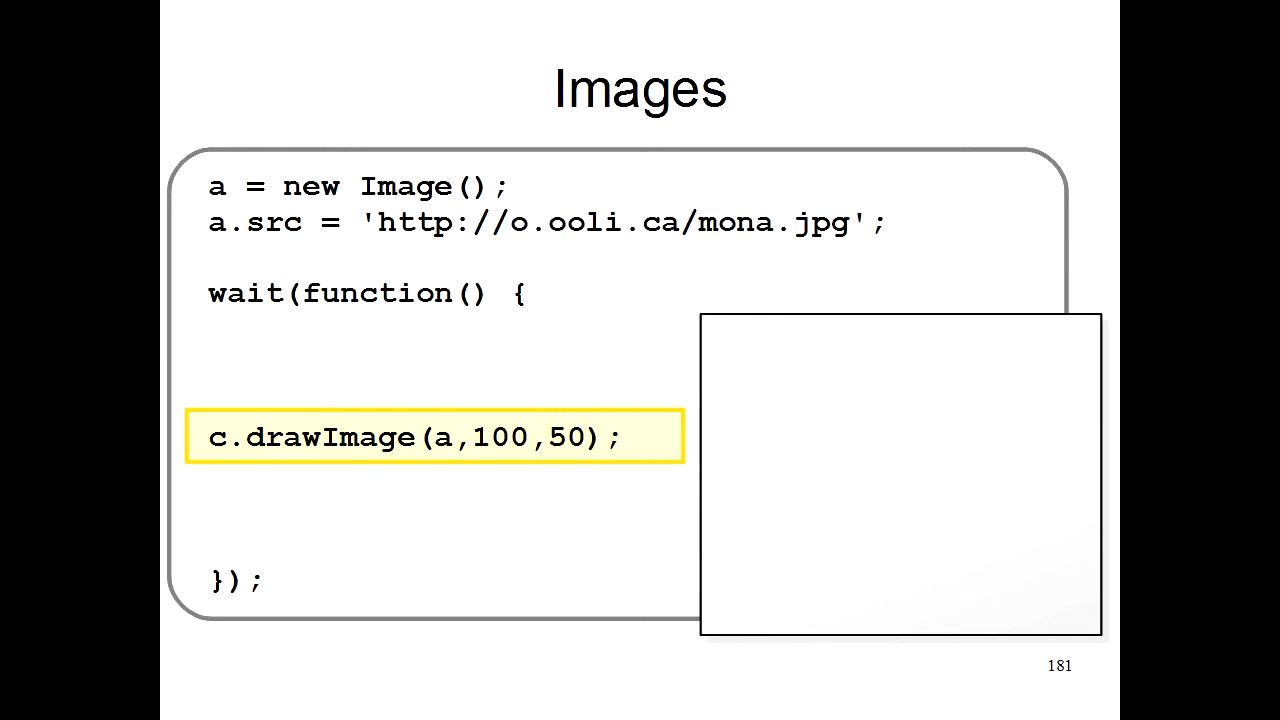 Images
a = new Image();
a.src = 'http://o.ooli.ca/mona.jpg';
wait(function() {
c.drawImage(a,100,50);
});
181